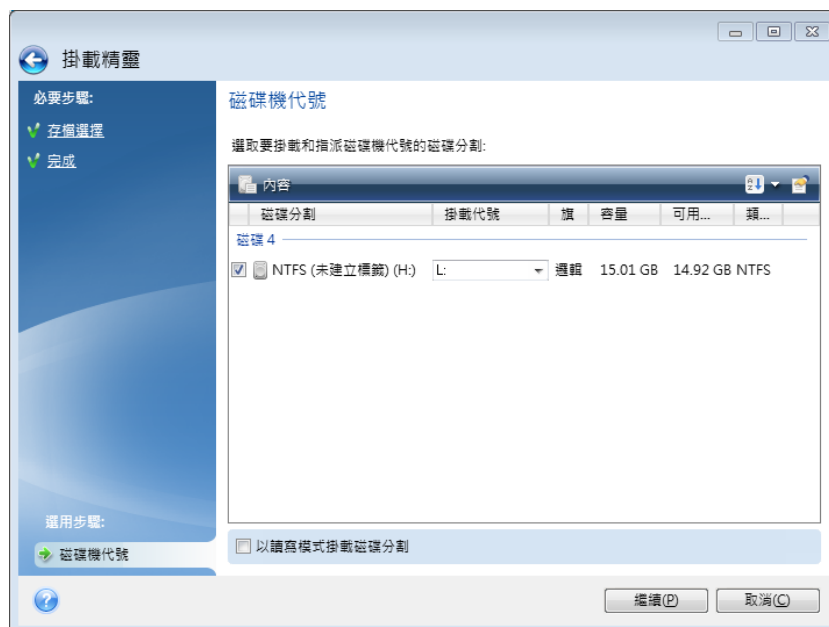 掛載精靈
必要步驟:
存檔選擇
完成
磁碟機代號
選取要掛載和指派磁碟機代號的磁碟分割:
內容
磁碟分割 掛載代號 旗 容量 可用... 類...
磁碟 4
NTFS (未建立標籤) (H:) L: 邏輯 15.01 GB 14.92 GB NTFS
以讀寫模式掛載磁碟分割
選用步驟:
磁碟機代號
繼續(P) 取消(C)